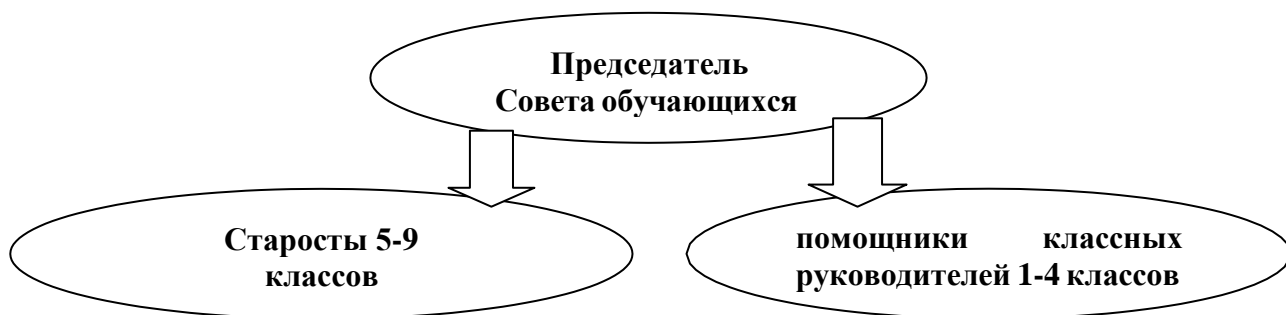 Председатель
Совета обучающихся
Старосты 5-9
классов
помощники классных
руководителей 1-4 классов